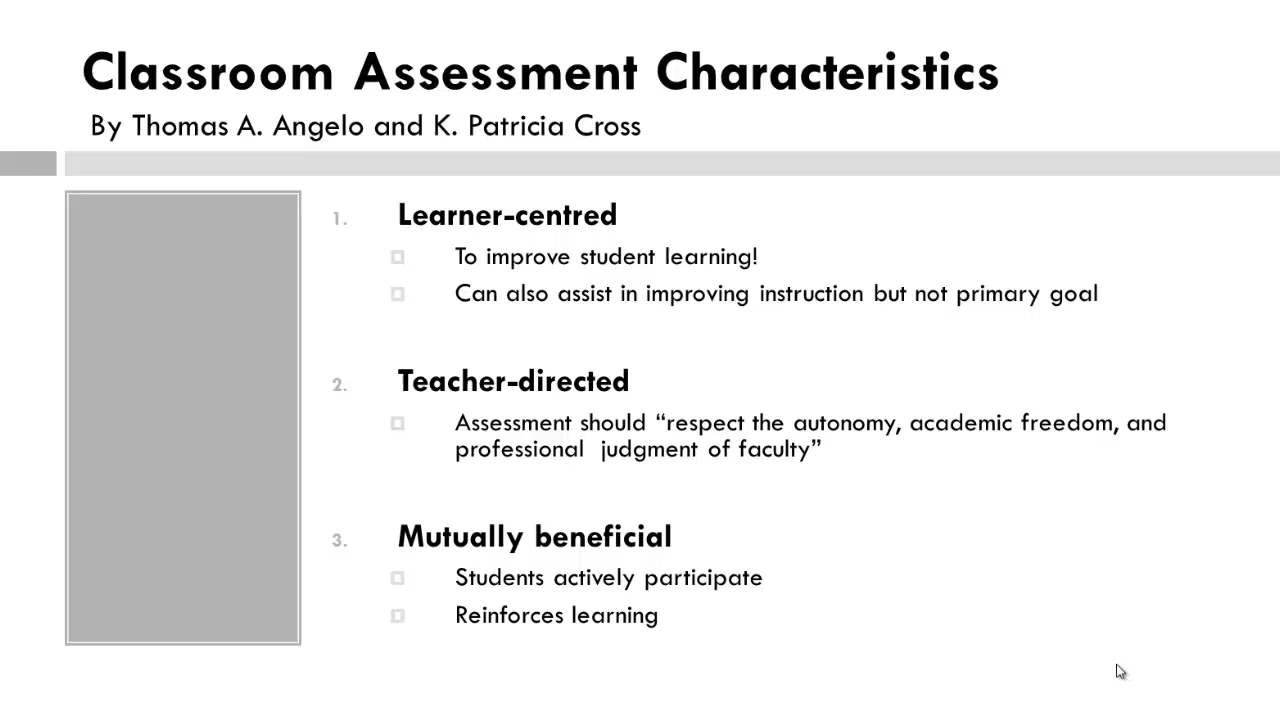 Classroom Assessment Characteristics
By Thomas A. Angelo and K. Patricia Cross
1. Learner-centred
To improve student learning!
Can also assist in improving instruction but not primary goal
2. Teacher-directed
Assessment should “respect the autonomy, academic freedom, and
professional judgment of faculty”
3. Mutually beneficial
Students actively participate
Reinforces learning